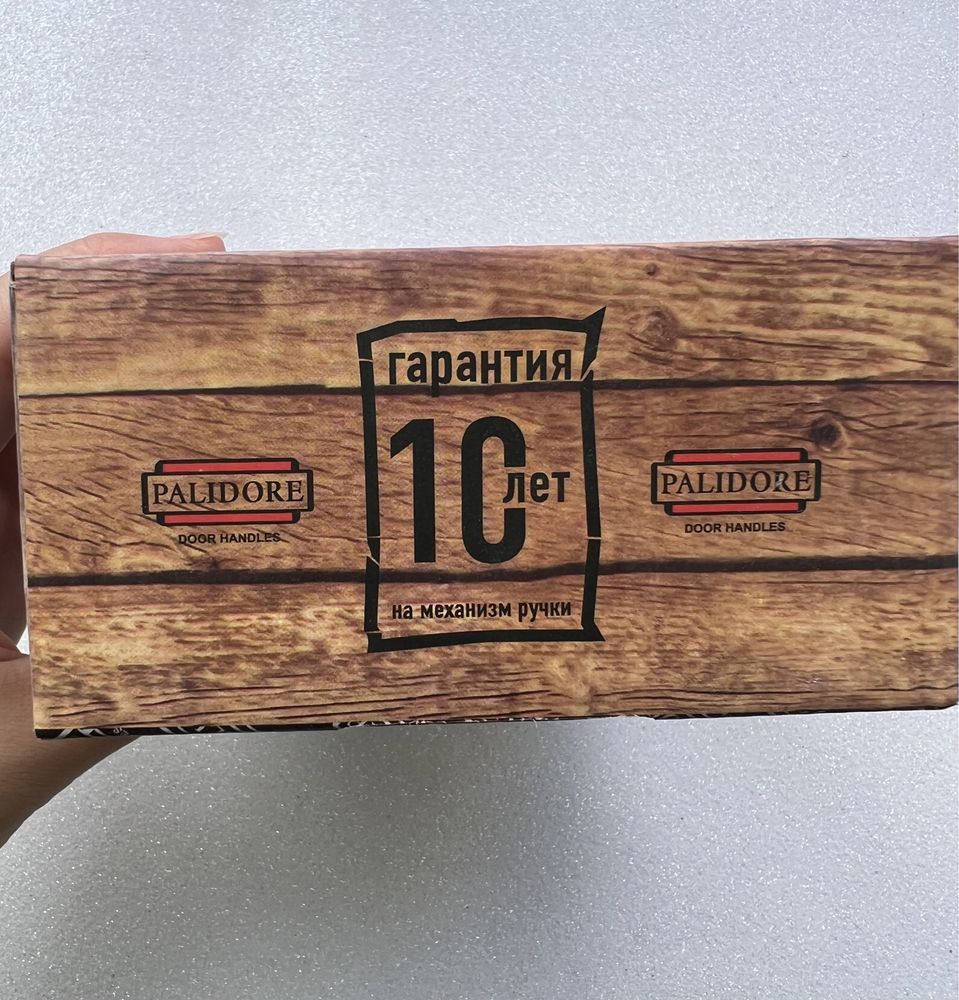 гарантия
10 лет
на механизм ручки
PALIDORE
DOOR HANDLES
PALIDORE
DOOR HANDLES